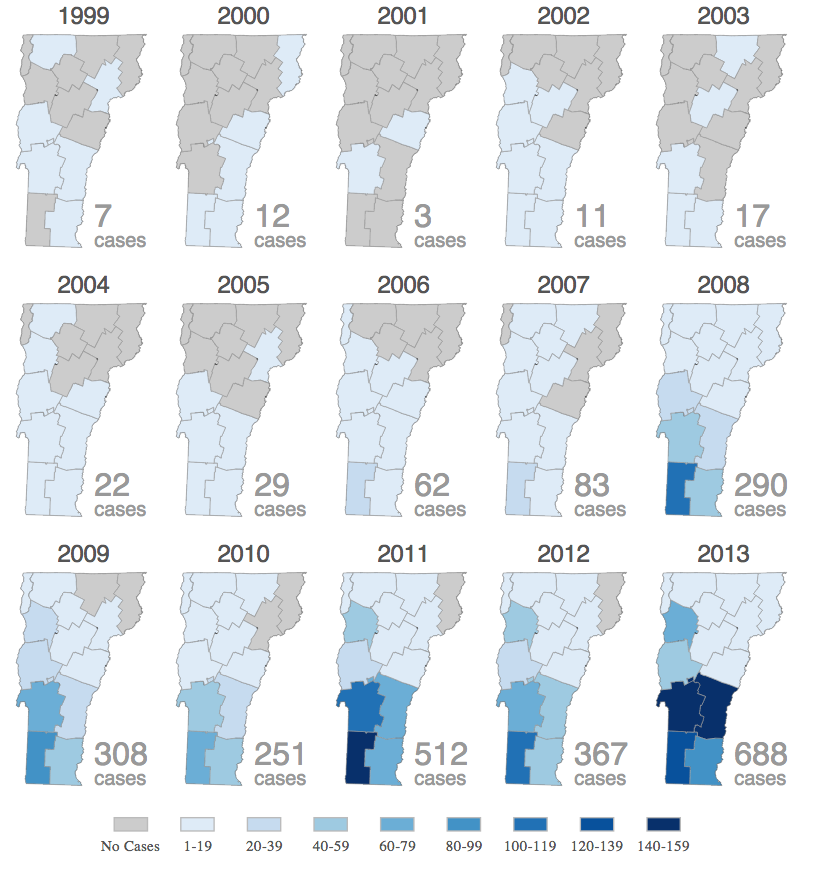 1999 2000 2001 2002 2003
7 12 3 11 17
cases cases cases cases cases
2004 2005 2006 2007 2008
22 29 62 83 290
cases cases cases cases cases
2009 2010 2011 2012 2013
308 251 512 367 688
cases cases cases cases cases
No Cases 1-19 20-39 40-59 60-79 80-99 100-119 120-139 140-159